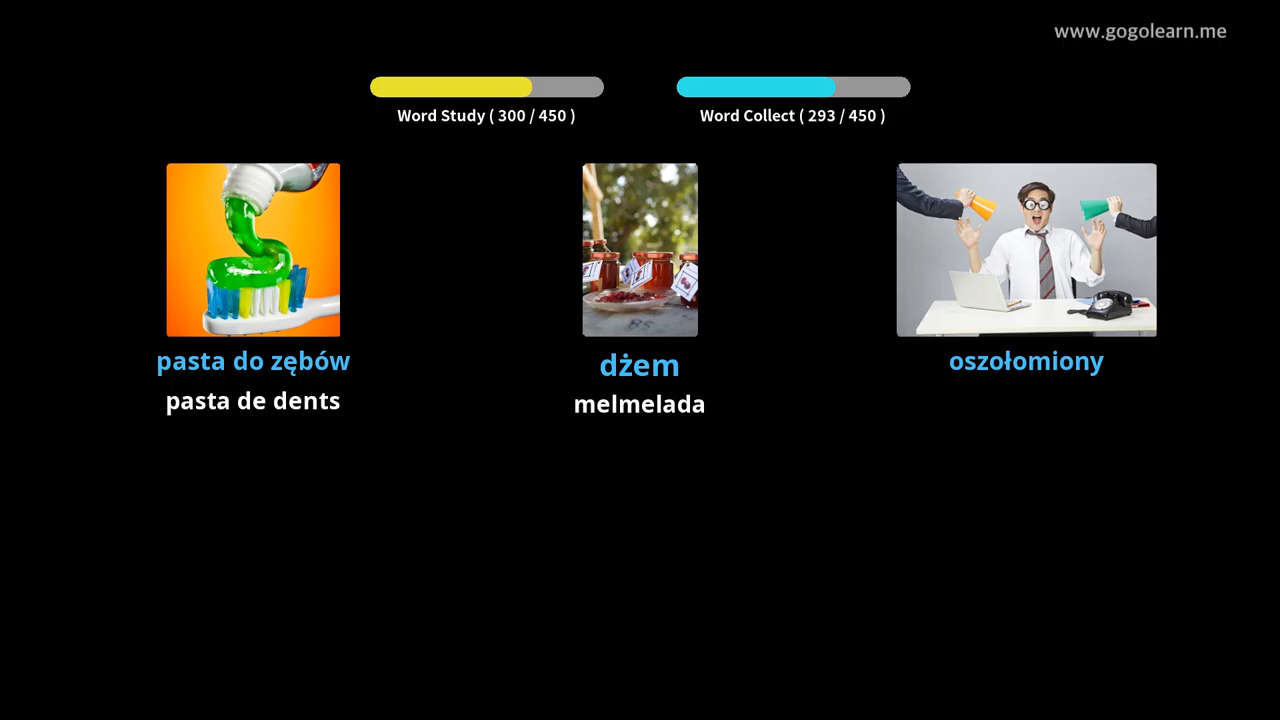 www.gogolearn.me
Word Study ( 300 / 450 )
Word Collect ( 293 / 450 )
pasta do zębów
dżem
oszołomiony
pasta de dents
melmelada